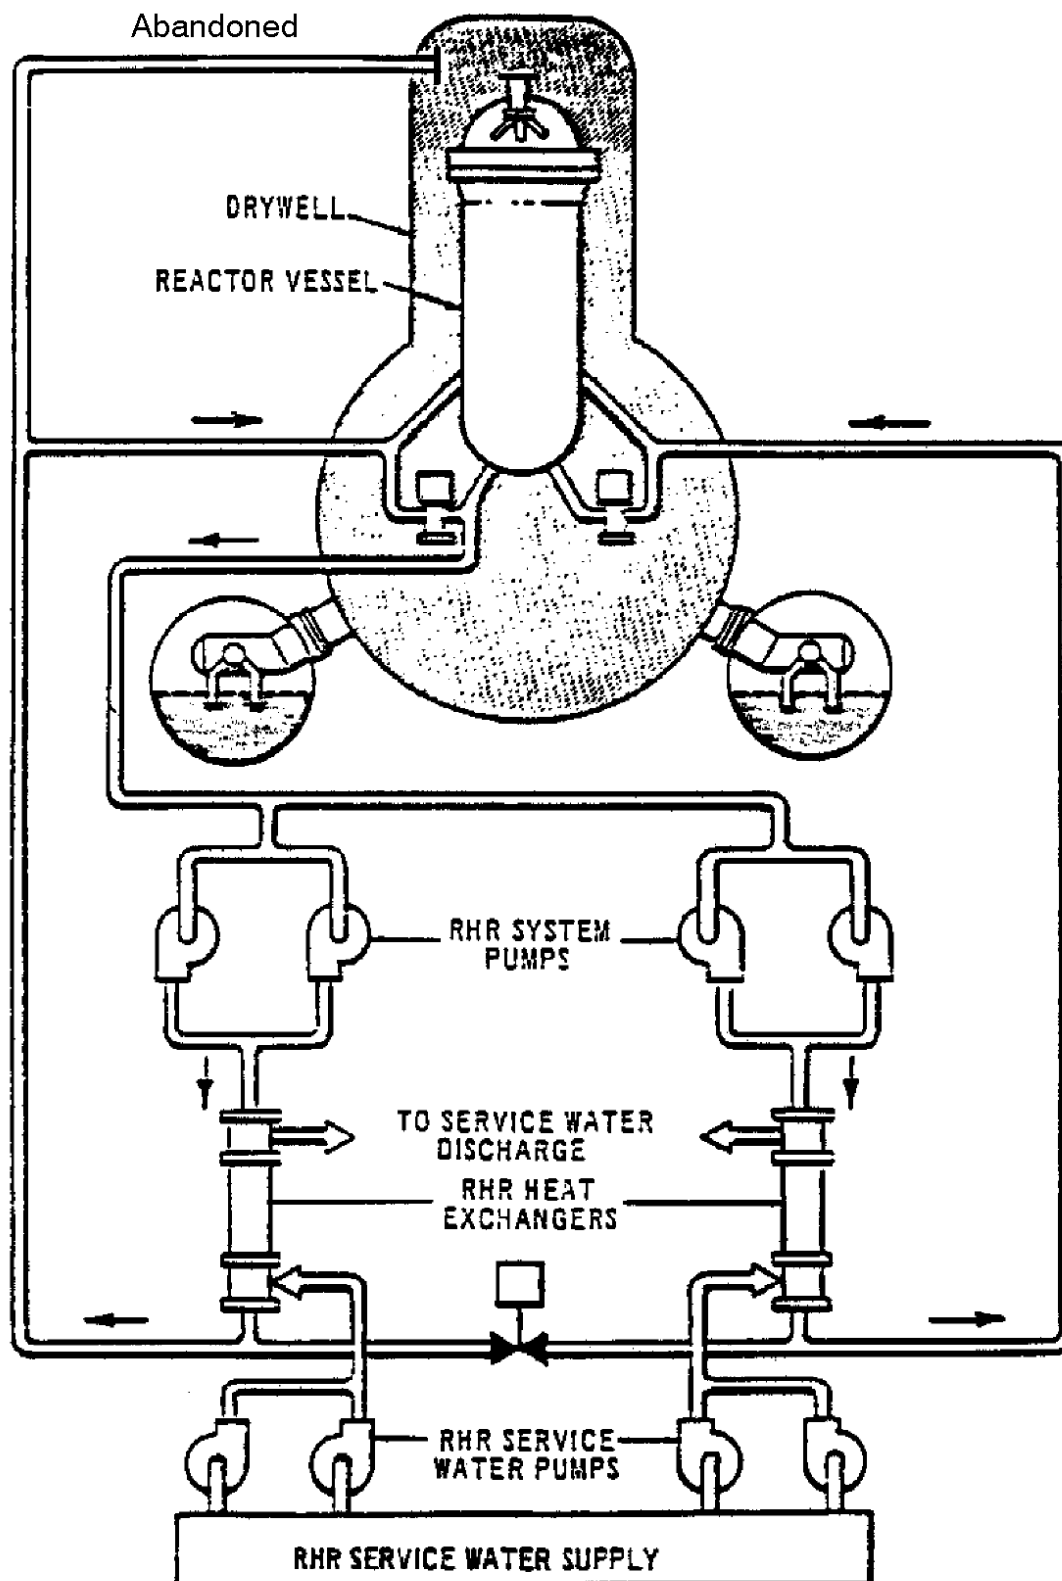 Abandoned
DRYWELL
REACTOR VESSEL
RHR SYSTEM
PUMPS
TO SERVICE WATER
DISCHARGE
RHR HEAT
EXCHANGERS
RHR SERVICE
WATER PUMPS
RHR SERVICE WATER SUPPLY